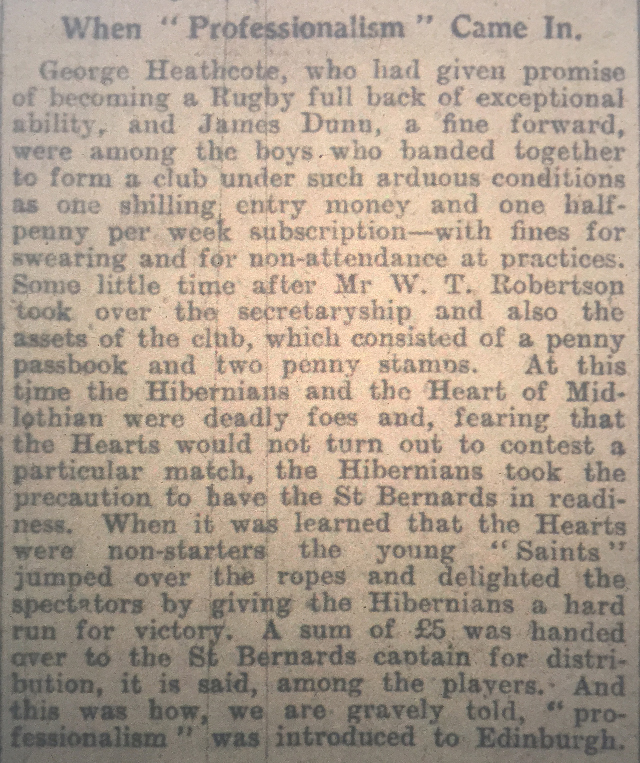 When " Professionalism " Came In.
George Heathcote, who had given promise
of becoming a Rugby full back of exceptional
ability, and James Dunn, a fine forward,
were among the boys who banded together
to form a club under such arduous conditions
as one shilling entry money and one half-
penny per week subscription—with fines for
swearing and for non-attendance at practices.
Some little time after Mr W. T. Robertson
took over the secretaryship and also the
assets of the club, which consisted of a penny
passbook and two penny stamps. At this
time the Hibernians and the Heart of Mid-
lothian were deadly foes and, fearing that
the Hearts would not turn out to contest a
particular match, the Hibernians took the
precaution to have the St Bernards in readi-
ness. When it was learned that the Hearts
were non-starters the young " Saints "
jumped over the ropes and delighted the
spectators by giving the Hibernians a hard
run for victory. A sum of £5 was handed
over to the St Bernards captain for distri-
bution, it is said, among the players. And
this was how, we are gravely told, " pro-
fessionalism " was introduced to Edinburgh.